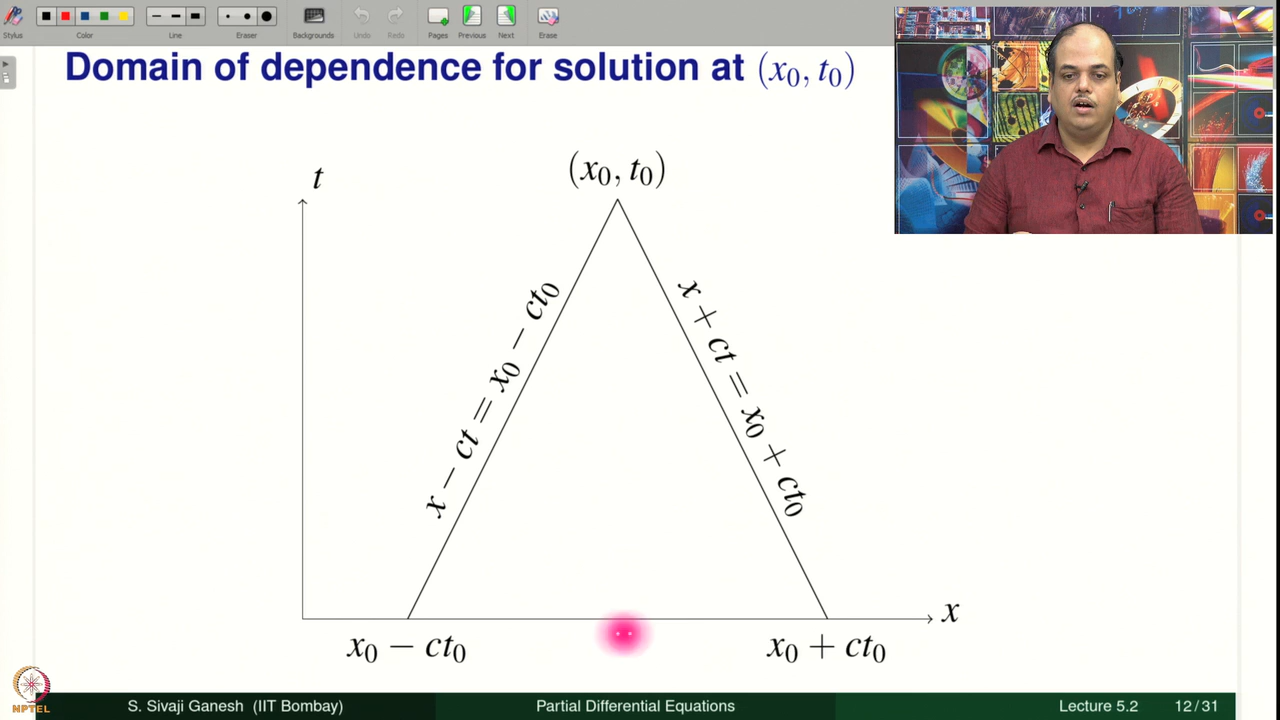 Stylus Color Line Eraser Backgrounds Undo Redo Pages Previous Next Erase
Domain of dependence for solution at (x₀, t₀)
(x₀, t₀)
t
x − ct = x₀ − ct₀
x + ct = x₀ + ct₀
x
x₀ − ct₀
x₀ + ct₀
NPTEL
S. Sivaji Ganesh (IIT Bombay) Partial Differential Equations Lecture 5.2 12/31